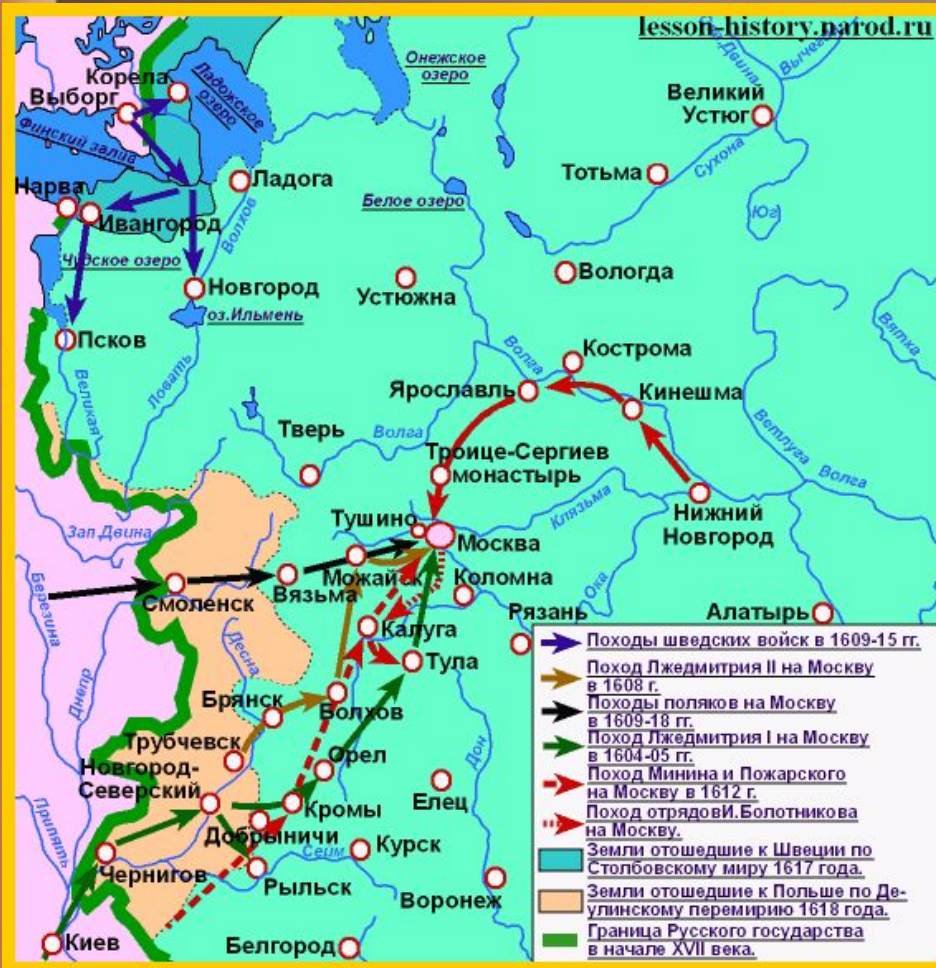 lesson-history.narod.ru
Корела
Выборг
Ладожское
озеро
Онежское
озеро
Финский залив
Сев.Двина
Вычегда
Великий
Устюг
Тотьма
Сухона
Юг
Нарва
Ивангород
Ладога
Волхов
Белое озеро
Чудское озеро
Новгород
оз.Ильмень
Устюжна
Вологда
Псков
Великая
Ловать
Волга
Кострома
Вятка
Ярославль
Кинешма
Ветлуга
Волга
Тверь
Волга
Троице-Сергиев
монастырь
Клязьма
Нижний
Новгород
Зап Двина
Тушино
Москва
Можайск
Коломна
Ока
Березина
Смоленск
Вязьма
Рязань
Алатырь
Калуга
Тула
Десна
Днепр
Брянск
Болхов
Трубчевск
Орел
Дон
Новгород-
Северский
Кромы
Елец
Припять
Добрыничи
Чернигов
Сейм
Курск
Рыльск
Воронеж
Киев
Белгород
Походы шведских войск в 1609-15 гг.
Поход Лжедмитрия II на Москву
в 1608 г.
Походы поляков на Москву
в 1609-18 гг.
Поход Лжедмитрия I на Москву
в 1604-05 гг.
Поход Минина и Пожарского
на Москву в 1612 г.
Поход отрядовИ.Болотникова
на Москву.
Земли отошедшие к Швеции по
Столбовскому миру 1617 года.
Земли отошедшие к Польше по Де-
улинскому перемирию 1618 года.
Граница Русского государства
в начале XVII века.